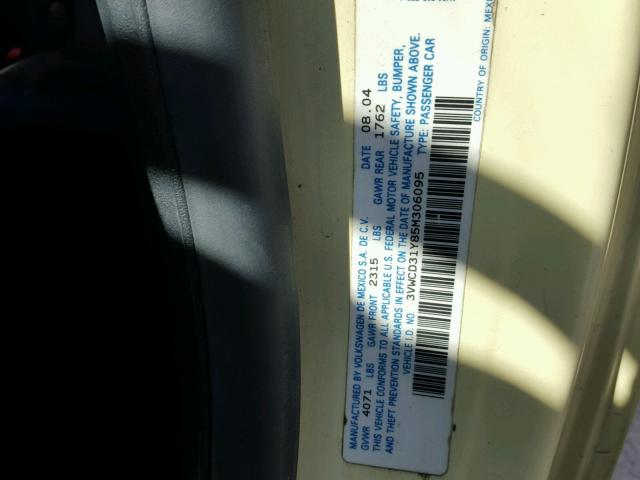 MANUFACTURED BY VOLKSWAGEN DE MEXICO S.A. DE C.V. DATE 08.04
GVWR 4071 LBS GAWR FRONT 2315 LBS GAWR REAR 1762 LBS
THIS VEHICLE CONFORMS TO ALL APPLICABLE U.S. FEDERAL MOTOR VEHICLE SAFETY, BUMPER,
AND THEFT PREVENTION STANDARDS IN EFFECT ON THE DATE OF MANUFACTURE SHOWN ABOVE.
VEHICLE I.D. NO. 3VWCD31Y85M306095 TYPE: PASSENGER CAR
COUNTRY OF ORIGIN: